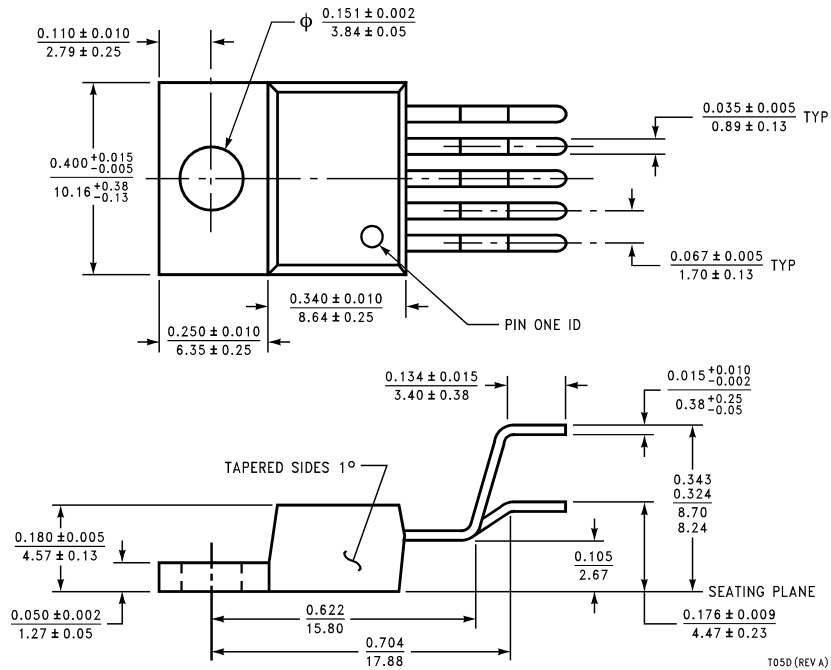 0.110 ± 0.010
2.79 ± 0.25
ϕ 0.151 ± 0.002
3.84 ± 0.05
0.035 ± 0.005
0.89 ± 0.13 TYP
0.400 +0.015 -0.005
10.16 +0.38 -0.13
0.067 ± 0.005
1.70 ± 0.13 TYP
0.340 ± 0.010
8.64 ± 0.25
PIN ONE ID
0.250 ± 0.010
6.35 ± 0.25
0.134 ± 0.015
3.40 ± 0.38
0.015 +0.010 -0.002
0.38 +0.25 -0.05
TAPERED SIDES 1°
0.343
0.324
8.70
8.24
0.180 ± 0.005
4.57 ± 0.13
0.105
2.67
SEATING PLANE
0.050 ± 0.002
1.27 ± 0.05
0.622
15.80
0.176 ± 0.009
4.47 ± 0.23
0.704
17.88
T05D (REV A)